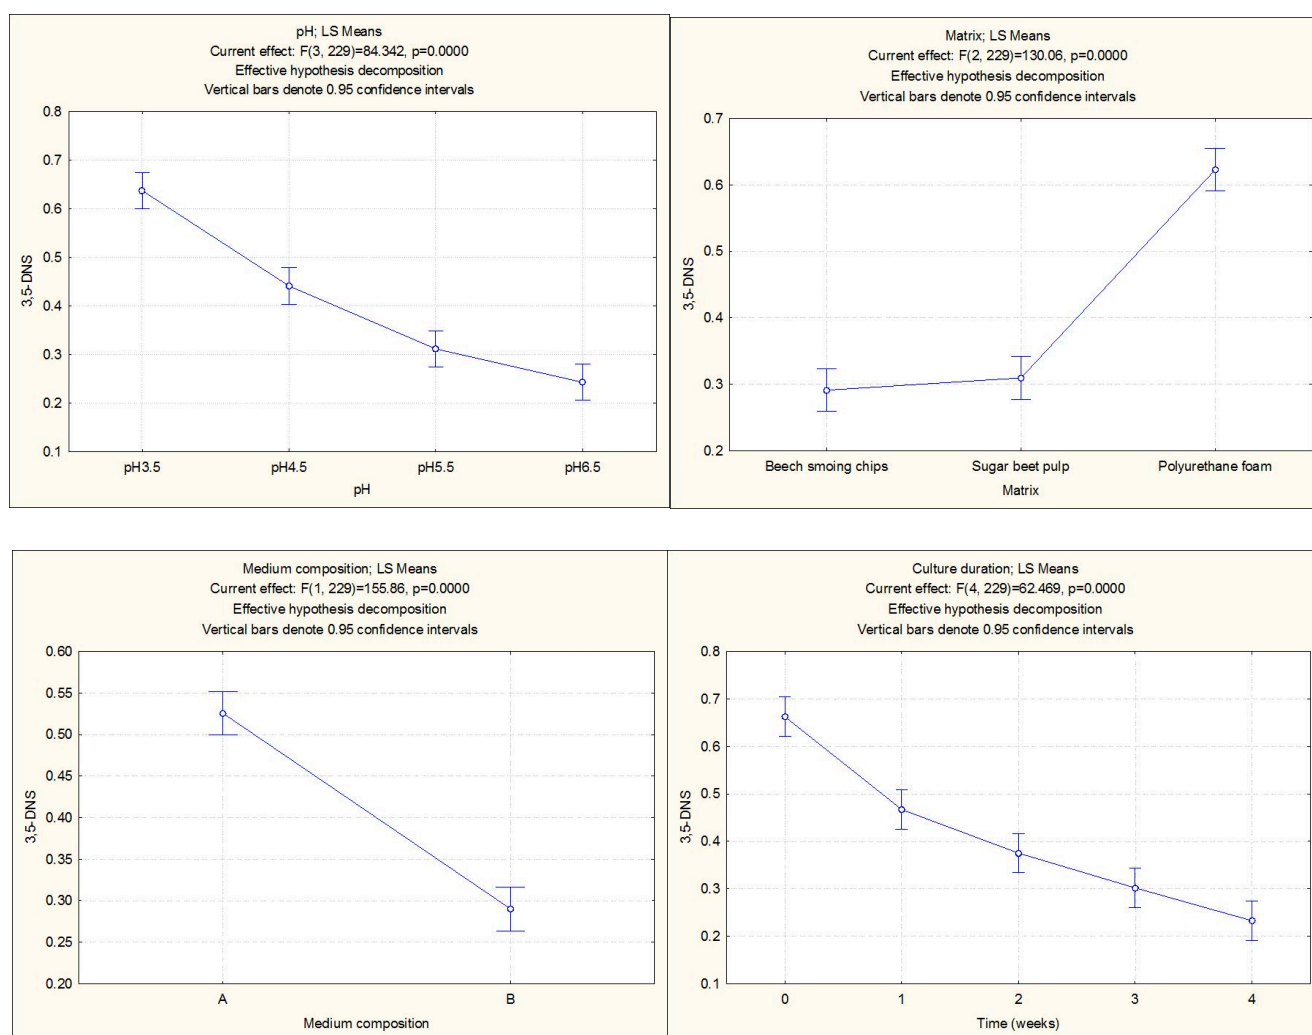 pH; LS Means
Current effect: F(3, 229)=84.342, p=0.0000
Effective hypothesis decomposition
Vertical bars denote 0.95 confidence intervals
0.8
0.7
0.6
0.5
0.4
0.3
0.2
0.1
3,5-DNS
pH3.5 pH4.5 pH5.5 pH6.5
pH
Matrix; LS Means
Current effect: F(2, 229)=130.06, p=0.0000
Effective hypothesis decomposition
Vertical bars denote 0.95 confidence intervals
0.7
0.6
0.5
0.4
0.3
0.2
3,5-DNS
Beech smoing chips Sugar beet pulp Polyurethane foam
Matrix
Medium composition; LS Means
Current effect: F(1, 229)=155.86, p=0.0000
Effective hypothesis decomposition
Vertical bars denote 0.95 confidence intervals
0.60
0.55
0.50
0.45
0.40
0.35
0.30
0.25
0.20
3,5-DNS
A B
Medium composition
Culture duration; LS Means
Current effect: F(4, 229)=62.469, p=0.0000
Effective hypothesis decomposition
Vertical bars denote 0.95 confidence intervals
0.8
0.7
0.6
0.5
0.4
0.3
0.2
0.1
3,5-DNS
0 1 2 3 4
Time (weeks)